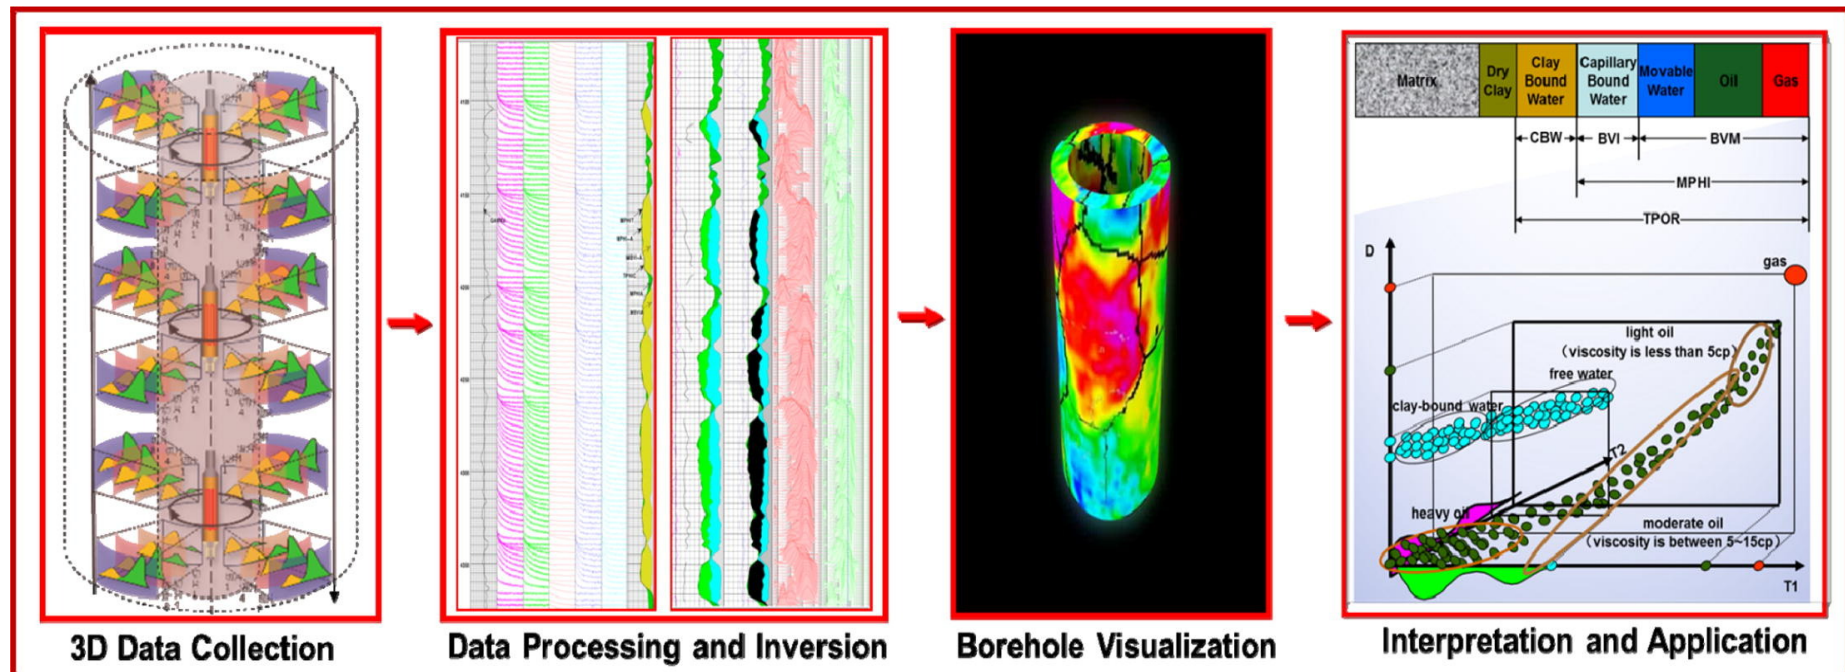 3D Data Collection
Data Processing and Inversion
Borehole Visualization
Matrix
Dry
Clay
Clay
Bound
Water
Capillary
Bound
Water
Movable
Water
Oil
Gas
CBW
BVI
BVM
MPHI
TPOR
D
gas
light oil
(viscosity is less than 5cp)
free water
clay-bound water
T2
heavy oil
moderate oil
(viscosity is between 5~15cp)
T1
Interpretation and Application